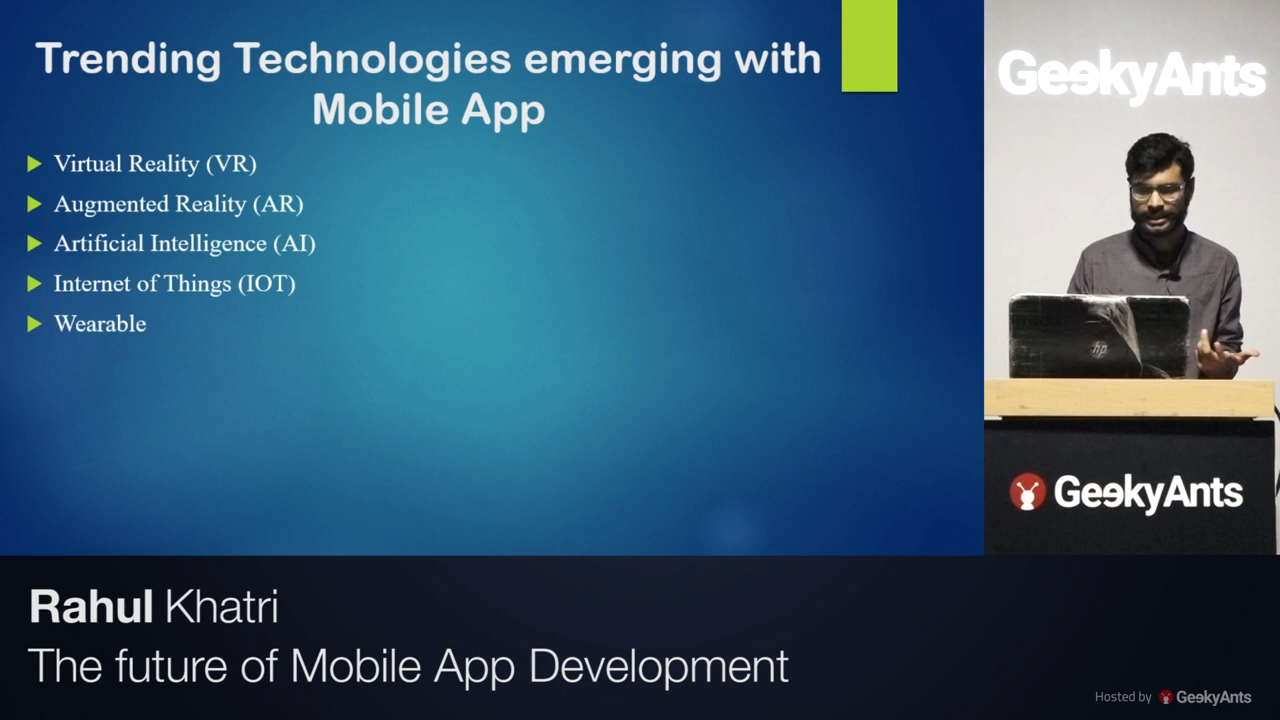 Trending Technologies emerging with
Mobile App
Virtual Reality (VR)
Augmented Reality (AR)
Artificial Intelligence (AI)
Internet of Things (IOT)
Wearable
GeekyAnts
hp
GeekyAnts
Rahul Khatri
The future of Mobile App Development
Hosted by GeekyAnts